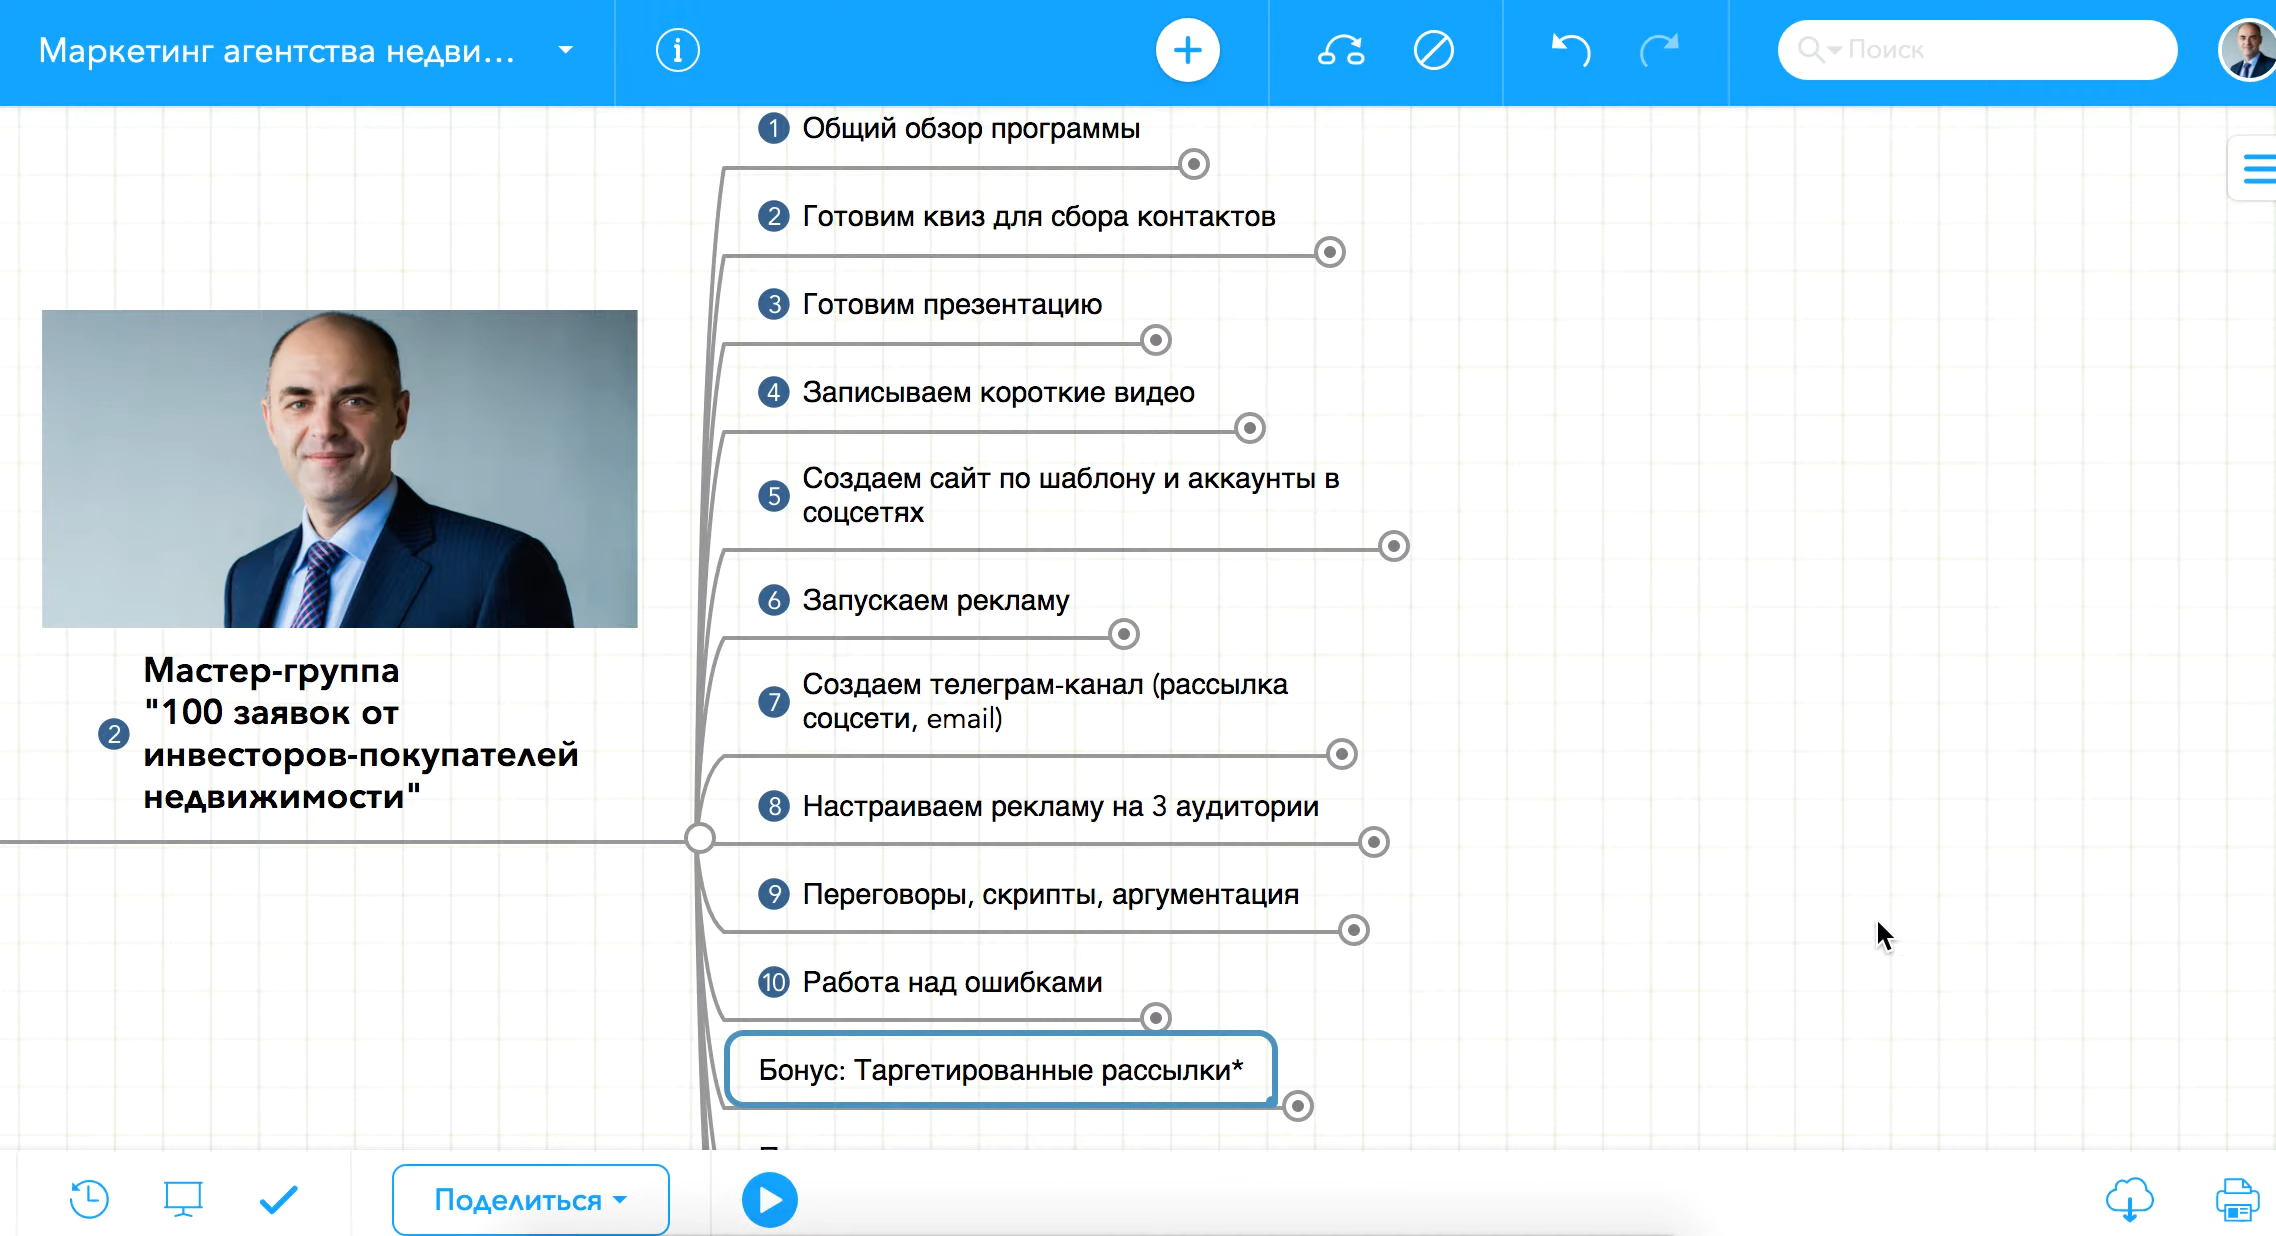 Маркетинг агентства недви...
Поиск
1 Общий обзор программы
2 Готовим квиз для сбора контактов
3 Готовим презентацию
4 Записываем короткие видео
5 Создаем сайт по шаблону и аккаунты в
соцсетях
6 Запускаем рекламу
7 Создаем телеграм-канал (рассылка
соцсети, email)
8 Настраиваем рекламу на 3 аудитории
9 Переговоры, скрипты, аргументация
10 Работа над ошибками
Бонус: Таргетированные рассылки*
2 Мастер-группа
"100 заявок от
инвесторов-покупателей
недвижимости"
Поделиться